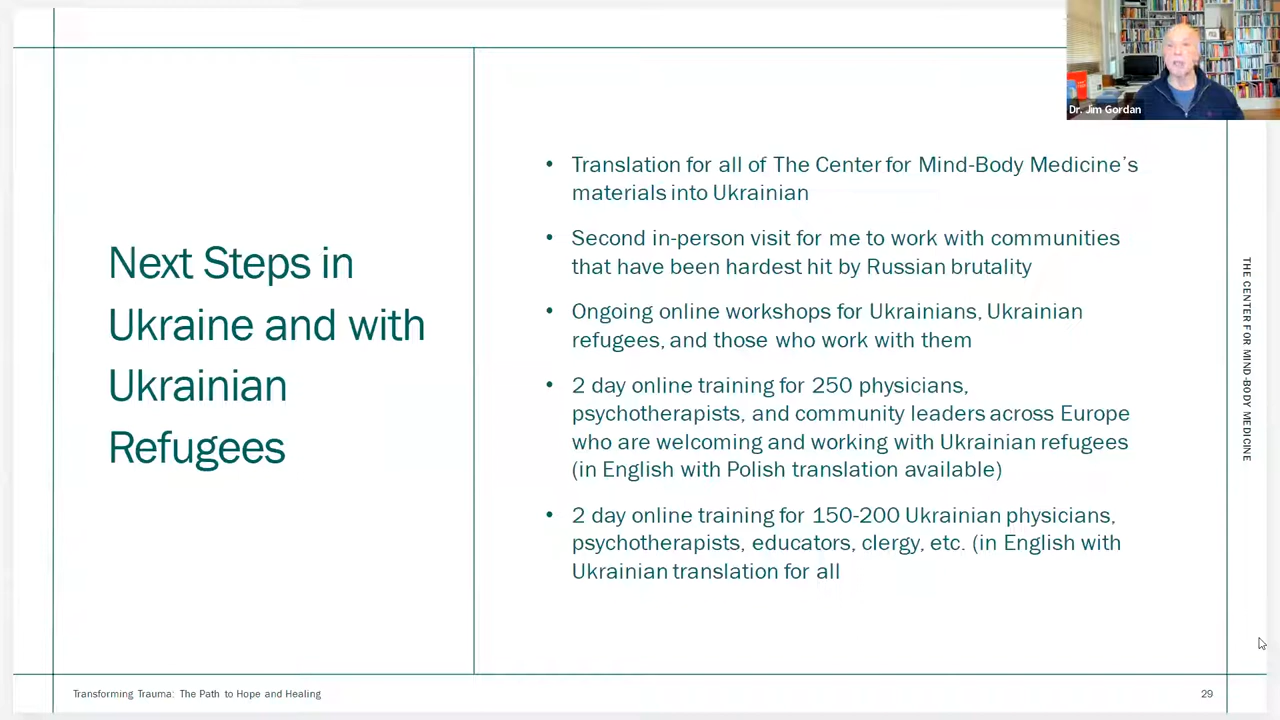 Dr. Jim Gordan
Next Steps in
Ukraine and with
Ukrainian
Refugees
• Translation for all of The Center for Mind-Body Medicine’s
materials into Ukrainian
• Second in-person visit for me to work with communities
that have been hardest hit by Russian brutality
• Ongoing online workshops for Ukrainians, Ukrainian
refugees, and those who work with them
• 2 day online training for 250 physicians,
psychotherapists, and community leaders across Europe
who are welcoming and working with Ukrainian refugees
(in English with Polish translation available)
• 2 day online training for 150-200 Ukrainian physicians,
psychotherapists, educators, clergy, etc. (in English with
Ukrainian translation for all
THE CENTER FOR MIND-BODY MEDICINE
Transforming Trauma: The Path to Hope and Healing
29